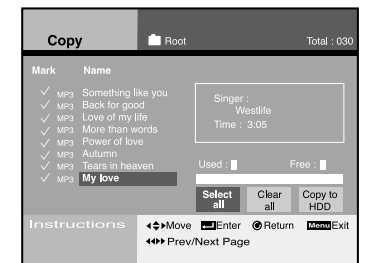 Copy
Root
Total : 030
Mark Name
MP3 Something like you
MP3 Back for good
MP3 Love of my life
MP3 More than words
MP3 Power of love
MP3 Autumn
MP3 Tears in heaven
MP3 My love
Singer :
Westlife
Time : 3:05
Used : Free :
Select all
Clear all
Copy to HDD
Instructions
Move Enter Return Menu Exit
Prev/Next Page